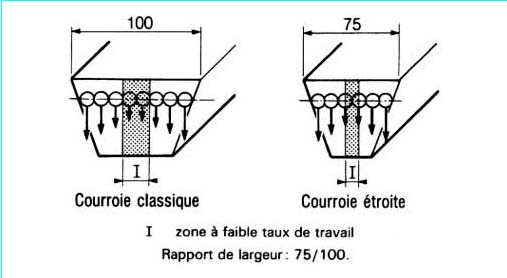 100
75
I
I
Courroie classique
Courroie étroite
I zone à faible taux de travail
Rapport de largeur: 75/100.